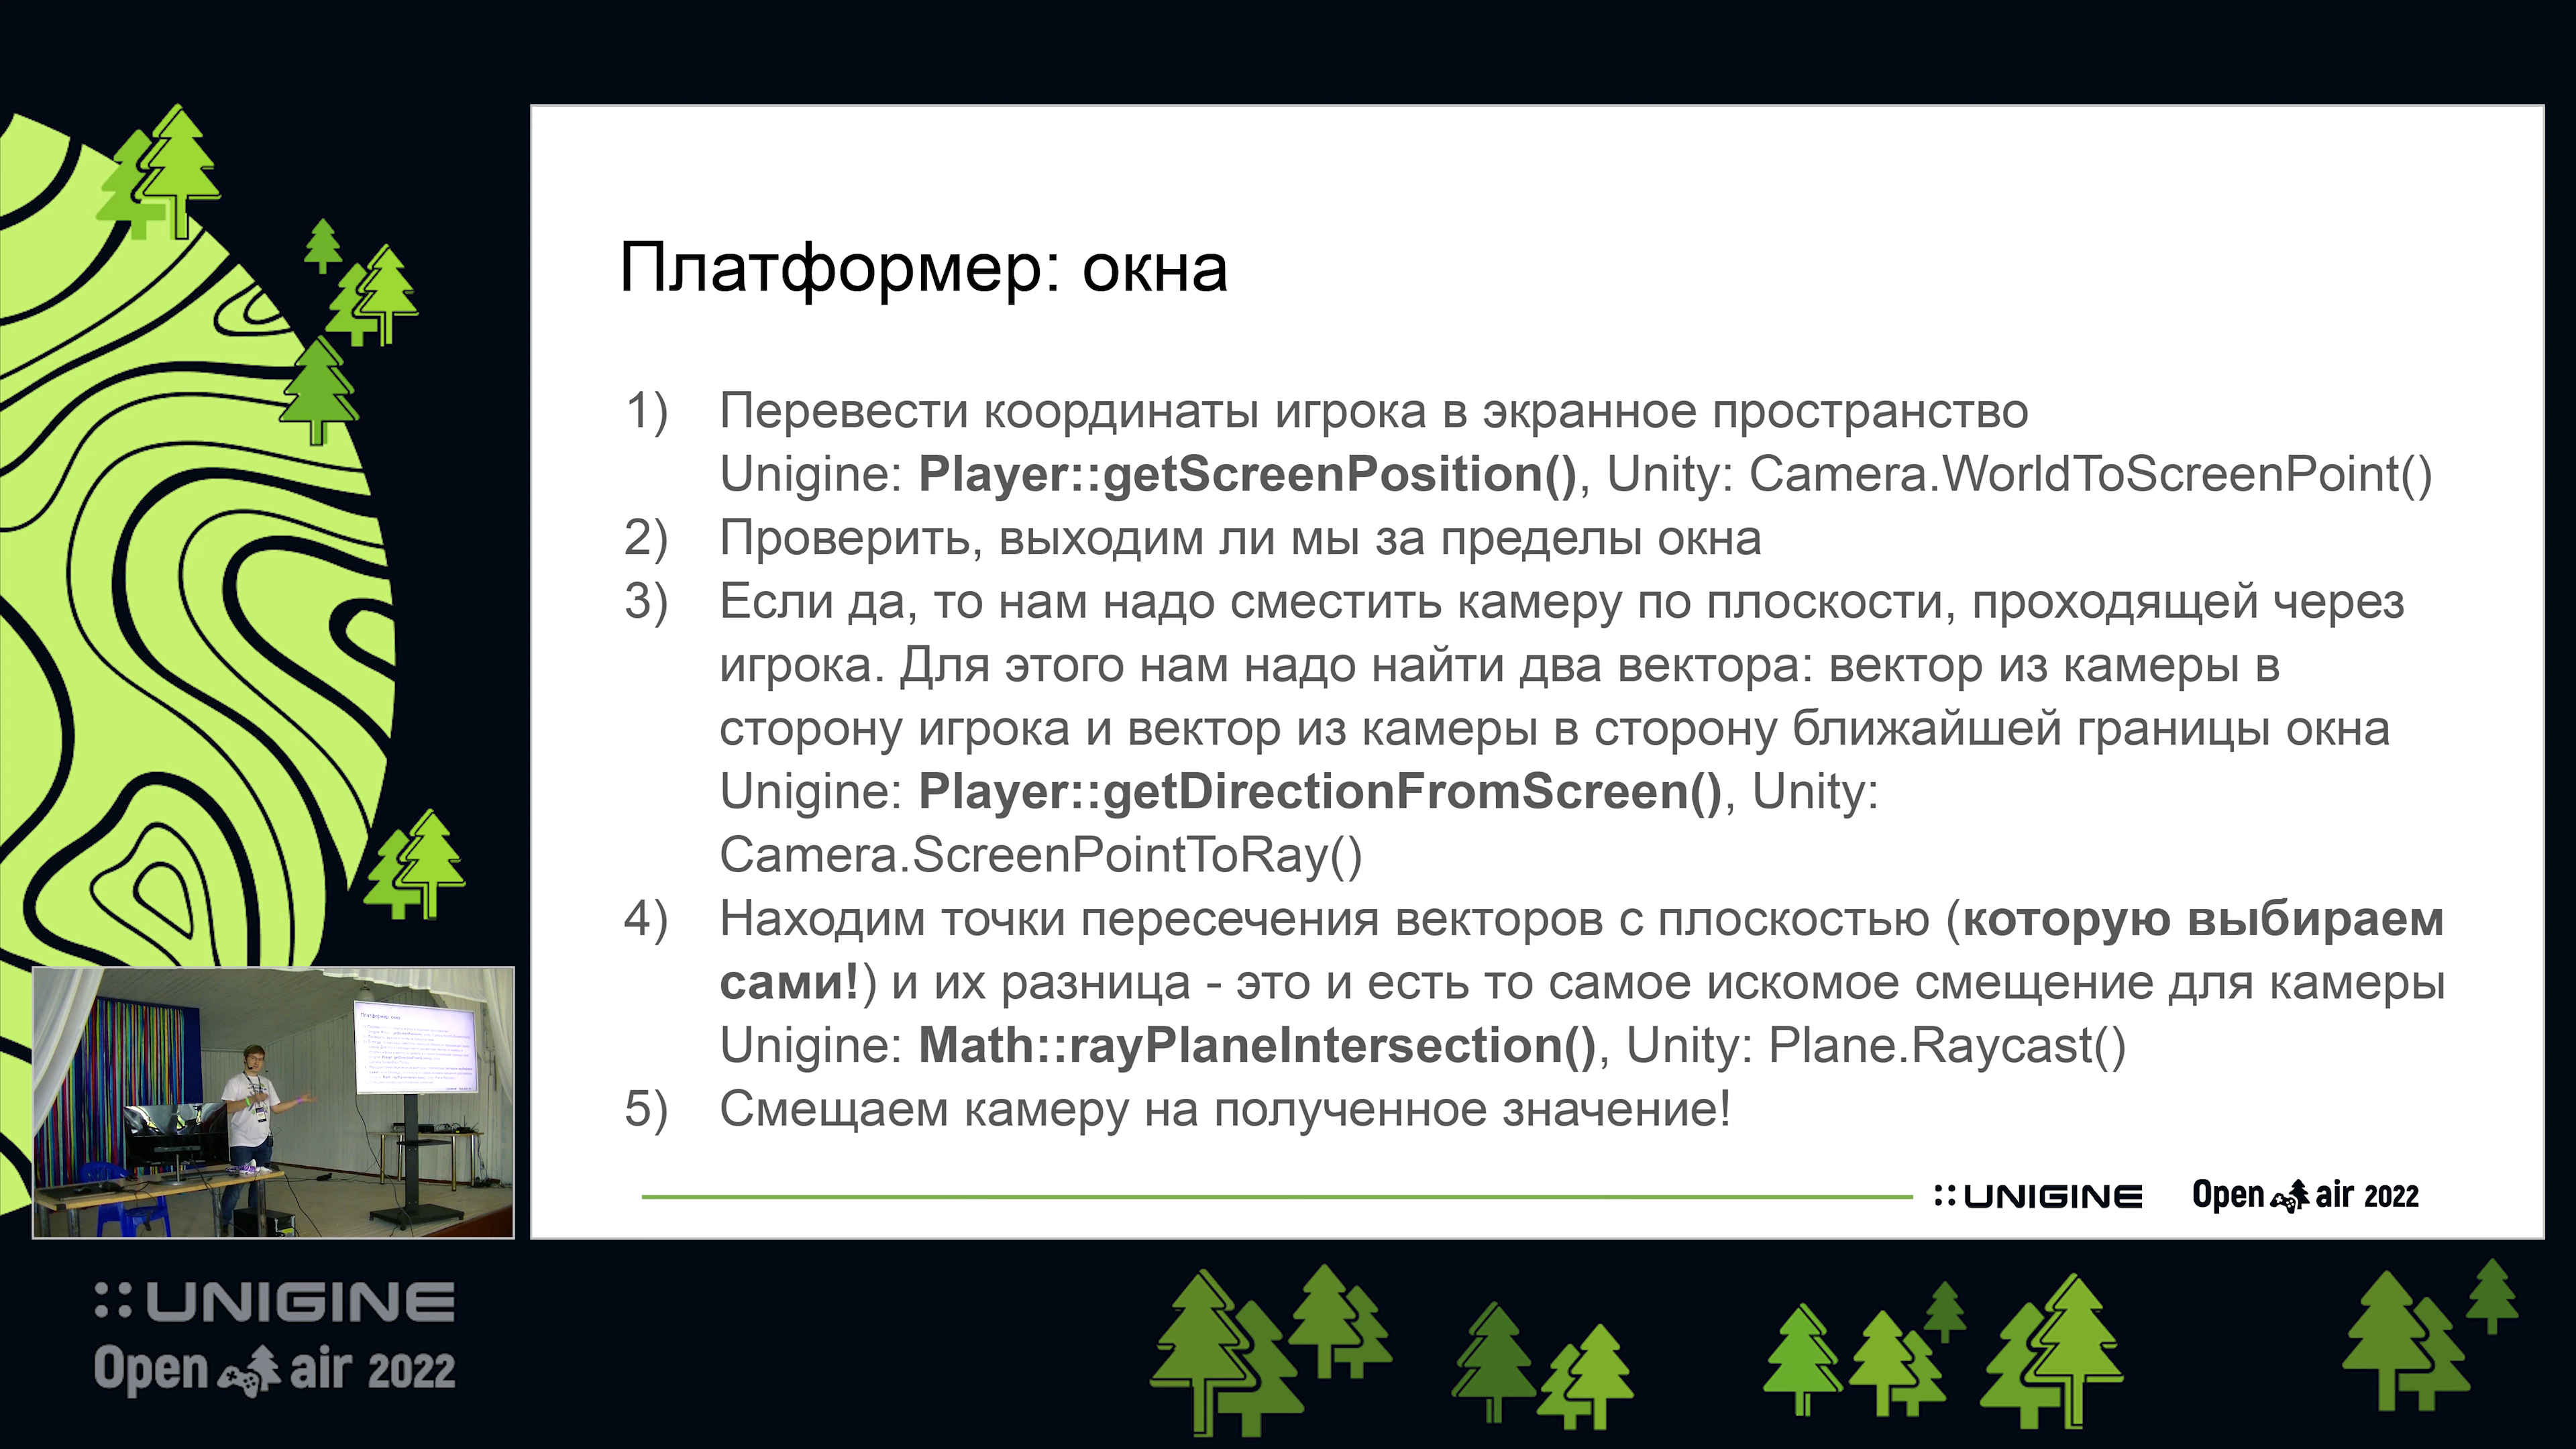 Платформер: окна
1) Перевести координаты игрока в экранное пространство
Unigine: Player::getScreenPosition(), Unity: Camera.WorldToScreenPoint()
2) Проверить, выходим ли мы за пределы окна
3) Если да, то нам надо сместить камеру по плоскости, проходящей через
игрока. Для этого нам надо найти два вектора: вектор из камеры в
сторону игрока и вектор из камеры в сторону ближайшей границы окна
Unigine: Player::getDirectionFromScreen(), Unity:
Camera.ScreenPointToRay()
4) Находим точки пересечения векторов с плоскостью (которую выбираем
сами!) и их разница - это и есть то самое искомое смещение для камеры
Unigine: Math::rayPlaneIntersection(), Unity: Plane.Raycast()
5) Смещаем камеру на полученное значение!
UNIGINE Open air 2022
Платформер: окна
UNIGINE
Open air 2022